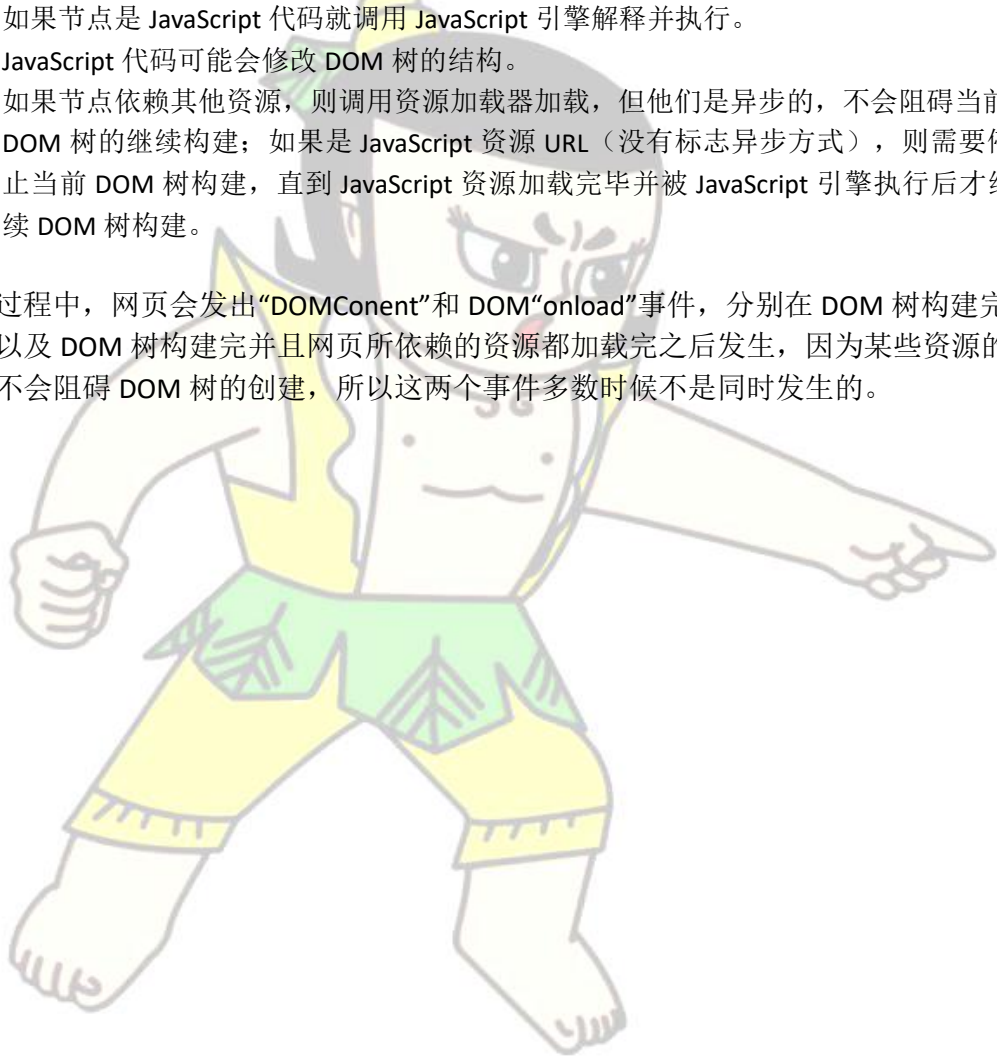 如果节点是 JavaScript 代码就调用 JavaScript 引擎解释并执行。
JavaScript 代码可能会修改 DOM 树的结构。
如果节点依赖其他资源，则调用资源加载器加载，但他们是异步的，不会阻碍当前
DOM 树的继续构建；如果是 JavaScript 资源 URL（没有标志异步方式），则需要停
止当前 DOM 树构建，直到 JavaScript 资源加载完毕并被 JavaScript 引擎执行后才继
续 DOM 树构建。
过程中，网页会发出“DOMConent”和 DOM“onload”事件，分别在 DOM 树构建完
以及 DOM 树构建完并且网页所依赖的资源都加载完之后发生，因为某些资源的
不会阻碍 DOM 树的创建，所以这两个事件多数时候不是同时发生的。